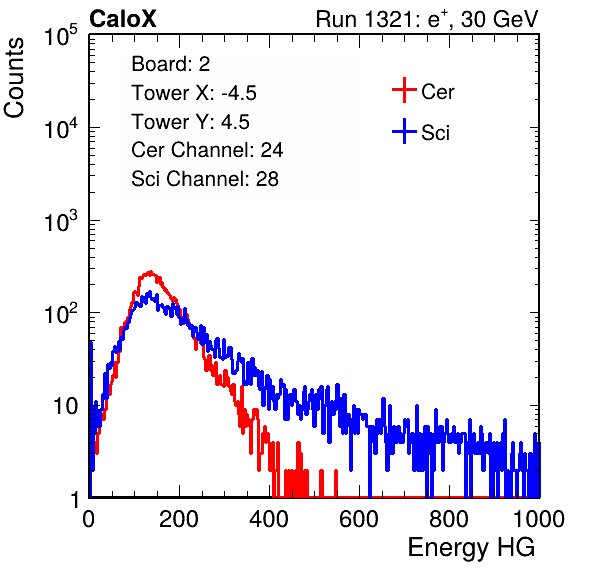 CaloX Run 1321: e⁺, 30 GeV
Counts
Board: 2
Tower X: -4.5
Tower Y: 4.5
Cer Channel: 24
Sci Channel: 28
Cer
Sci
10⁵
10⁴
10³
10²
10
1
0 200 400 600 800 1000
Energy HG